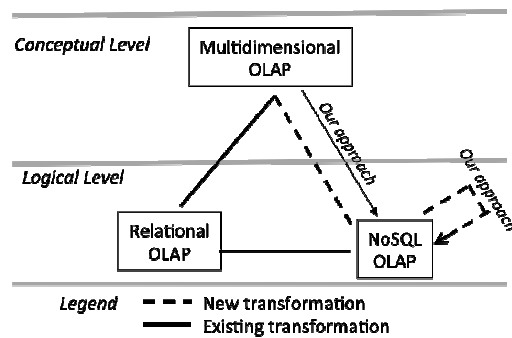 Conceptual Level
Multidimensional
OLAP
Our approach
Logical Level
Our approach
Relational
OLAP
NoSQL
OLAP
Legend
New transformation
Existing transformation